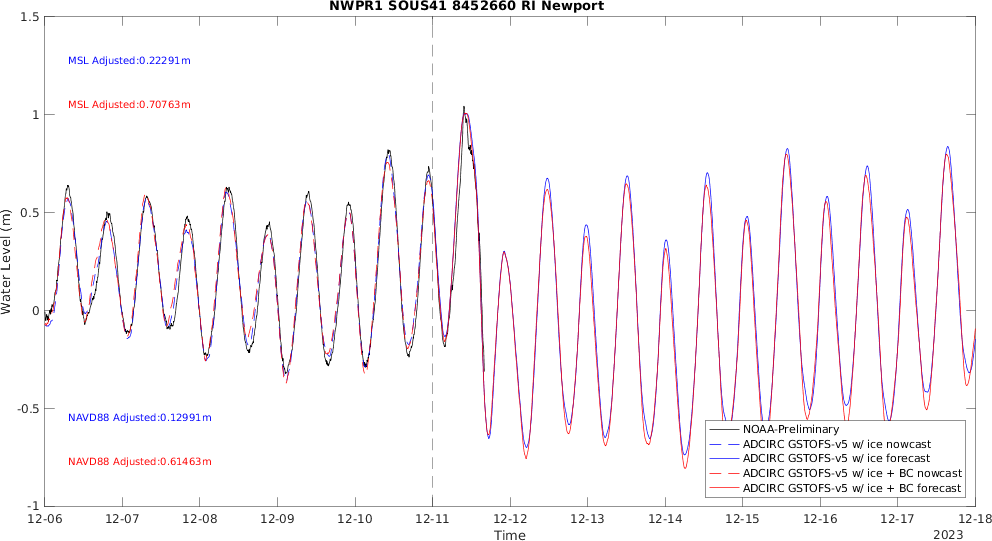 NWPR1 SOUS41 8452660 RI Newport
1.5
1
0.5
0
-0.5
-1
Water Level (m)
MSL Adjusted:0.22291m
MSL Adjusted:0.70763m
NAVD88 Adjusted:0.12991m
NAVD88 Adjusted:0.61463m
NOAA-Preliminary
ADCIRC GSTOFS-v5 w/ ice nowcast
ADCIRC GSTOFS-v5 w/ ice forecast
ADCIRC GSTOFS-v5 w/ ice + BC nowcast
ADCIRC GSTOFS-v5 w/ ice + BC forecast
12-06 12-07 12-08 12-09 12-10 12-11 12-12 12-13 12-14 12-15 12-16 12-17 12-18
Time
2023